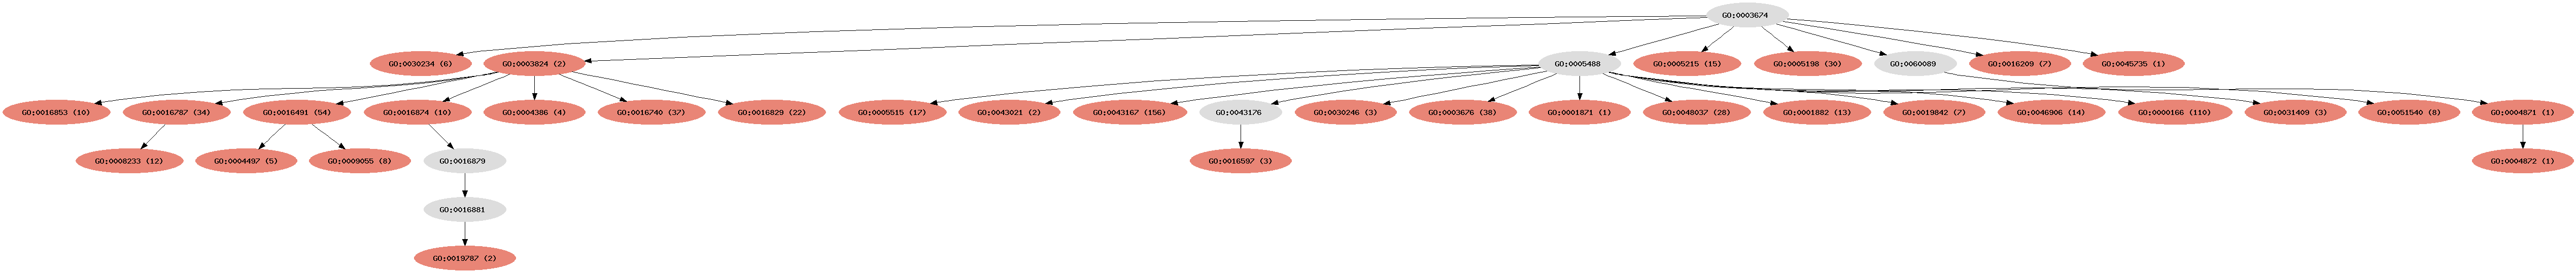 GO:0003674
GO:0030234 (6)
GO:0003824 (2)
GO:0005488
GO:0005215 (15)
GO:0005198 (30)
GO:0060089
GO:0016209 (7)
GO:0045735 (1)
GO:0016853 (10)
GO:0016787 (34)
GO:0016491 (54)
GO:0016874 (10)
GO:0004386 (4)
GO:0016740 (37)
GO:0016829 (22)
GO:0005515 (17)
GO:0043021 (2)
GO:0043167 (156)
GO:0043176
GO:0030246 (3)
GO:0003676 (38)
GO:0001871 (1)
GO:0048037 (28)
GO:0001882 (13)
GO:0019842 (7)
GO:0046906 (14)
GO:0000166 (110)
GO:0031409 (3)
GO:0051540 (8)
GO:0004871 (1)
GO:0008233 (12)
GO:0004497 (5)
GO:0009055 (8)
GO:0016879
GO:0016597 (3)
GO:0004872 (1)
GO:0016881
GO:0019787 (2)